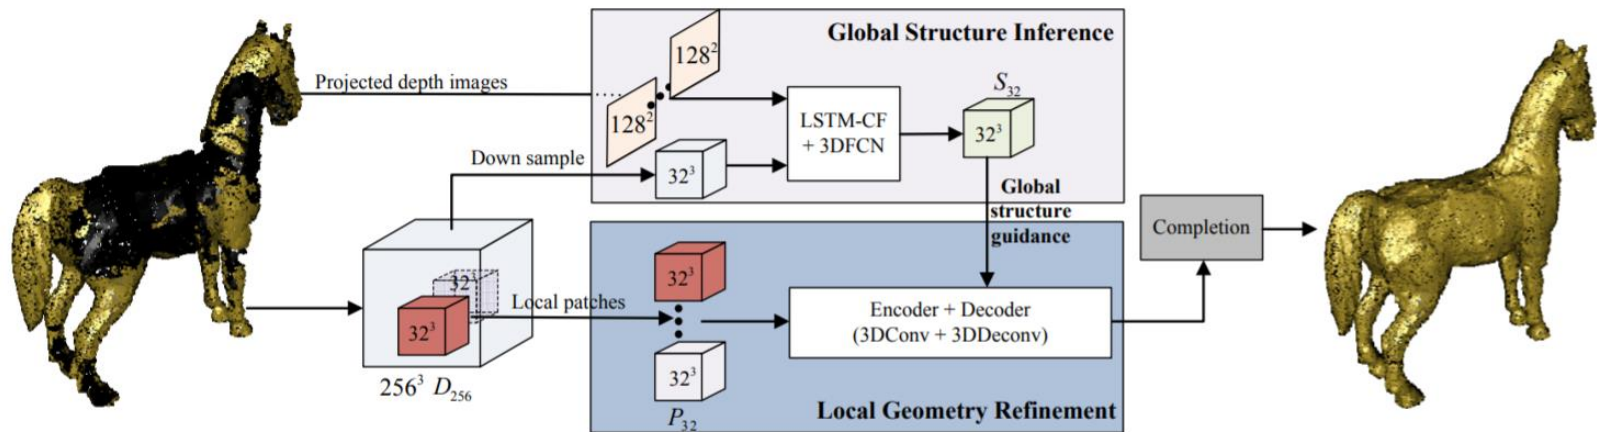 Global Structure Inference
Projected depth images
128²
128²
S₃₂
LSTM-CF
+ 3DFCN
32³
Down sample
32³
Global
structure
guidance
Completion
32³
32³
32³
Local patches
Encoder + Decoder
(3DConv + 3DDeconv)
32³
256³ D₂₅₆
P₃₂
Local Geometry Refinement